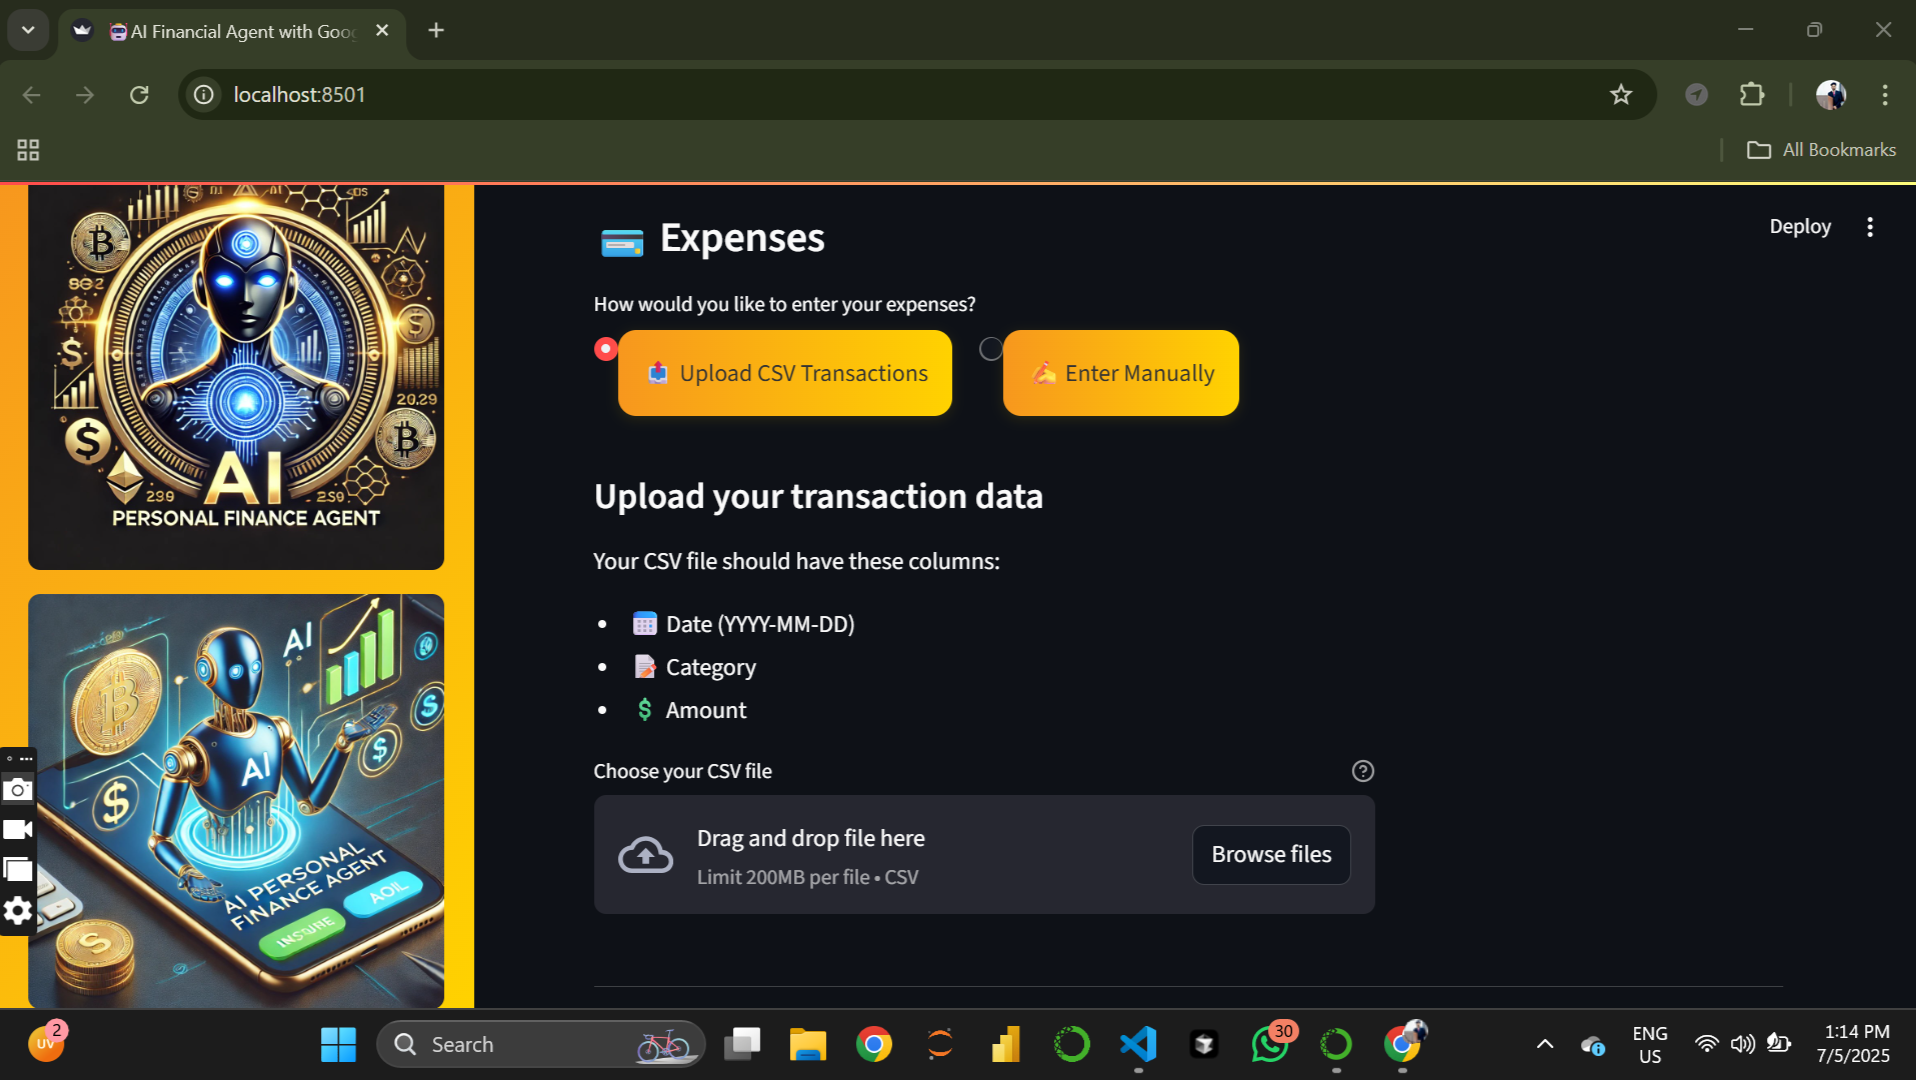 AI Financial Agent with Goo
localhost:8501
All Bookmarks
Deploy
Expenses
How would you like to enter your expenses?
Upload CSV Transactions
Enter Manually
Upload your transaction data
Your CSV file should have these columns:
• Date (YYYY-MM-DD)
• Category
• Amount
Choose your CSV file
Drag and drop file here
Limit 200MB per file • CSV
Browse files
20.29
239
AI
PERSONAL FINANCE AGENT
AI
AI
AI PERSONAL
FINANCE AGENT
AOIL
UV
2
Search
30
ENG
US
1:14 PM
7/5/2025